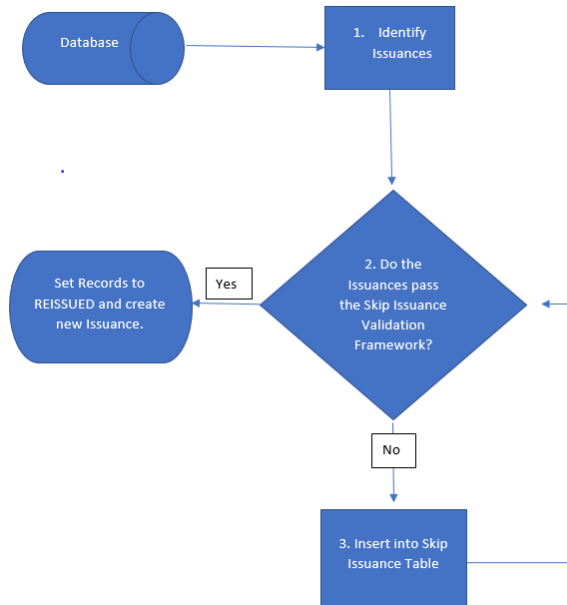 Database
1. Identify
Issuances
2. Do the
Issuances pass
the Skip Issuance
Validation
Framework?
Set Records to
REISSUED and create
new Issuance.
Yes
No
3. Insert into Skip
Issuance Table